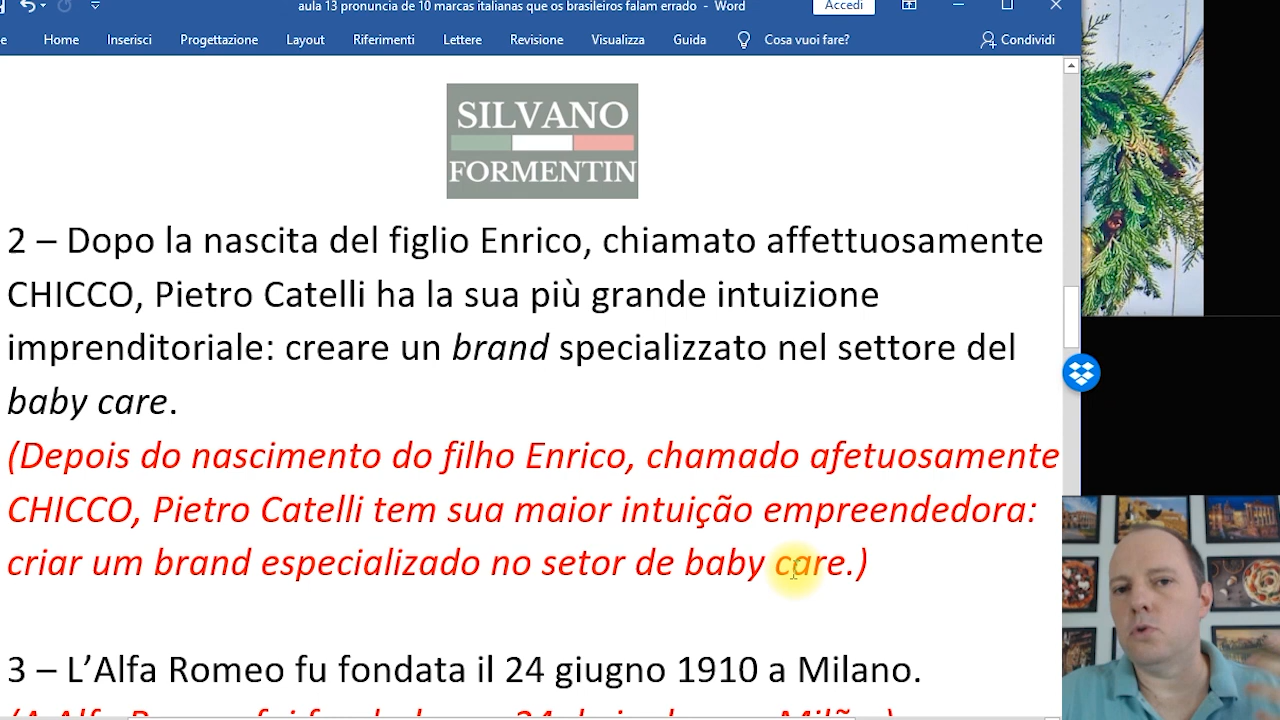 aula 13 pronuncia de 10 marcas italianas que os brasileiros falam errado - Word
Accedi
Home Inserisci Progettazione Layout Riferimenti Lettere Revisione Visualizza Guida Cosa vuoi fare? Condividi
SILVANO
FORMENTIN
2 – Dopo la nascita del figlio Enrico, chiamato affettuosamente
CHICCO, Pietro Catelli ha la sua più grande intuizione
imprenditoriale: creare un brand specializzato nel settore del
baby care.
(Depois do nascimento do filho Enrico, chamado afetuosamente
CHICCO, Pietro Catelli tem sua maior intuição empreendedora:
criar um brand especializado no setor de baby care.)
3 – L’Alfa Romeo fu fondata il 24 giugno 1910 a Milano.